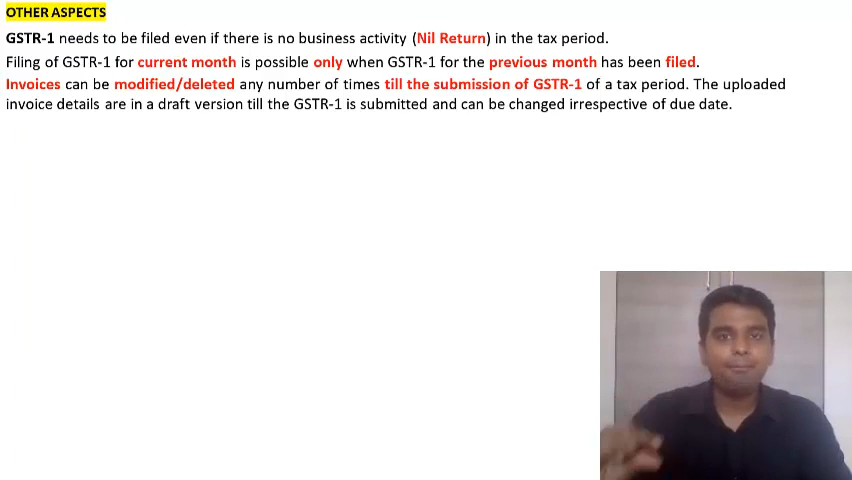 OTHER ASPECTS
GSTR-1 needs to be filed even if there is no business activity (Nil Return) in the tax period.
Filing of GSTR-1 for current month is possible only when GSTR-1 for the previous month has been filed.
Invoices can be modified/deleted any number of times till the submission of GSTR-1 of a tax period. The uploaded
invoice details are in a draft version till the GSTR-1 is submitted and can be changed irrespective of due date.